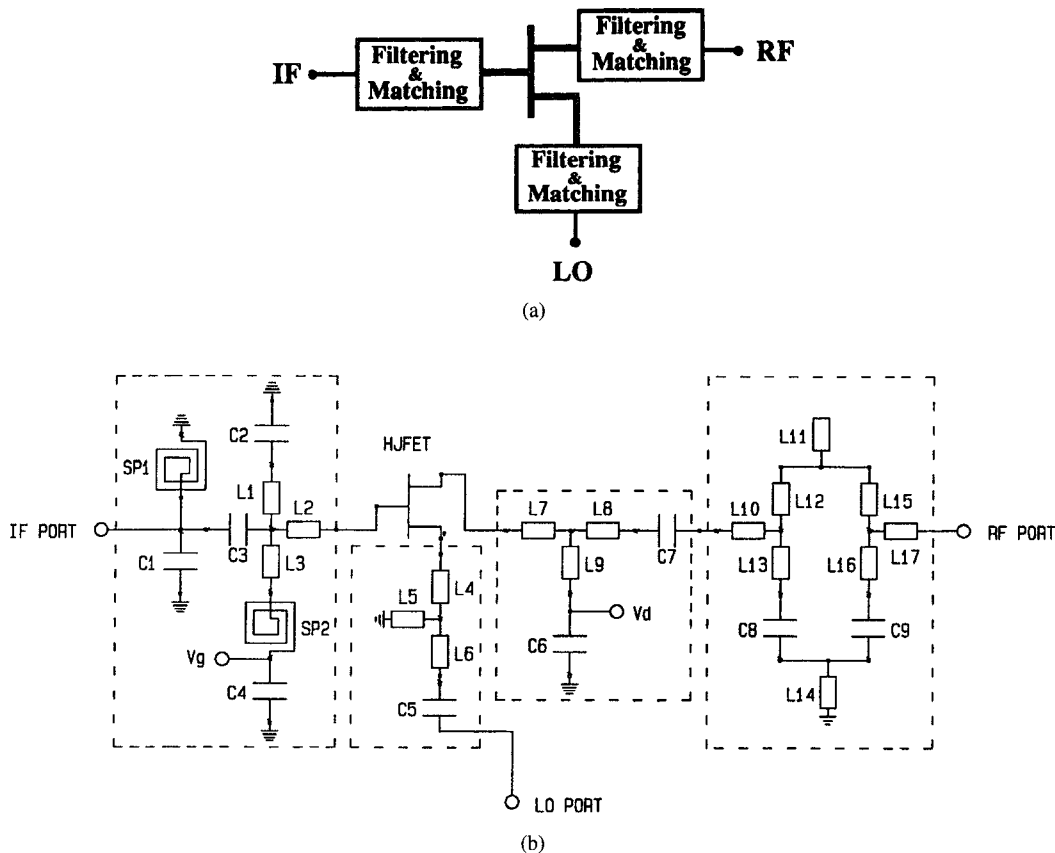 Filtering
&
Matching
IF
Filtering
&
Matching
RF
Filtering
&
Matching
LO
(a)
C2
HJFET
SP1
L1
L2
L11
L12
L15
L7
L8
L10
IF PORT
RF PORT
C3
C7
L17
C1
L3
L4
L9
L13
L16
L5
SP2
Vd
L6
C6
C8
C9
Vg
C4
C5
L14
LO PORT
(b)